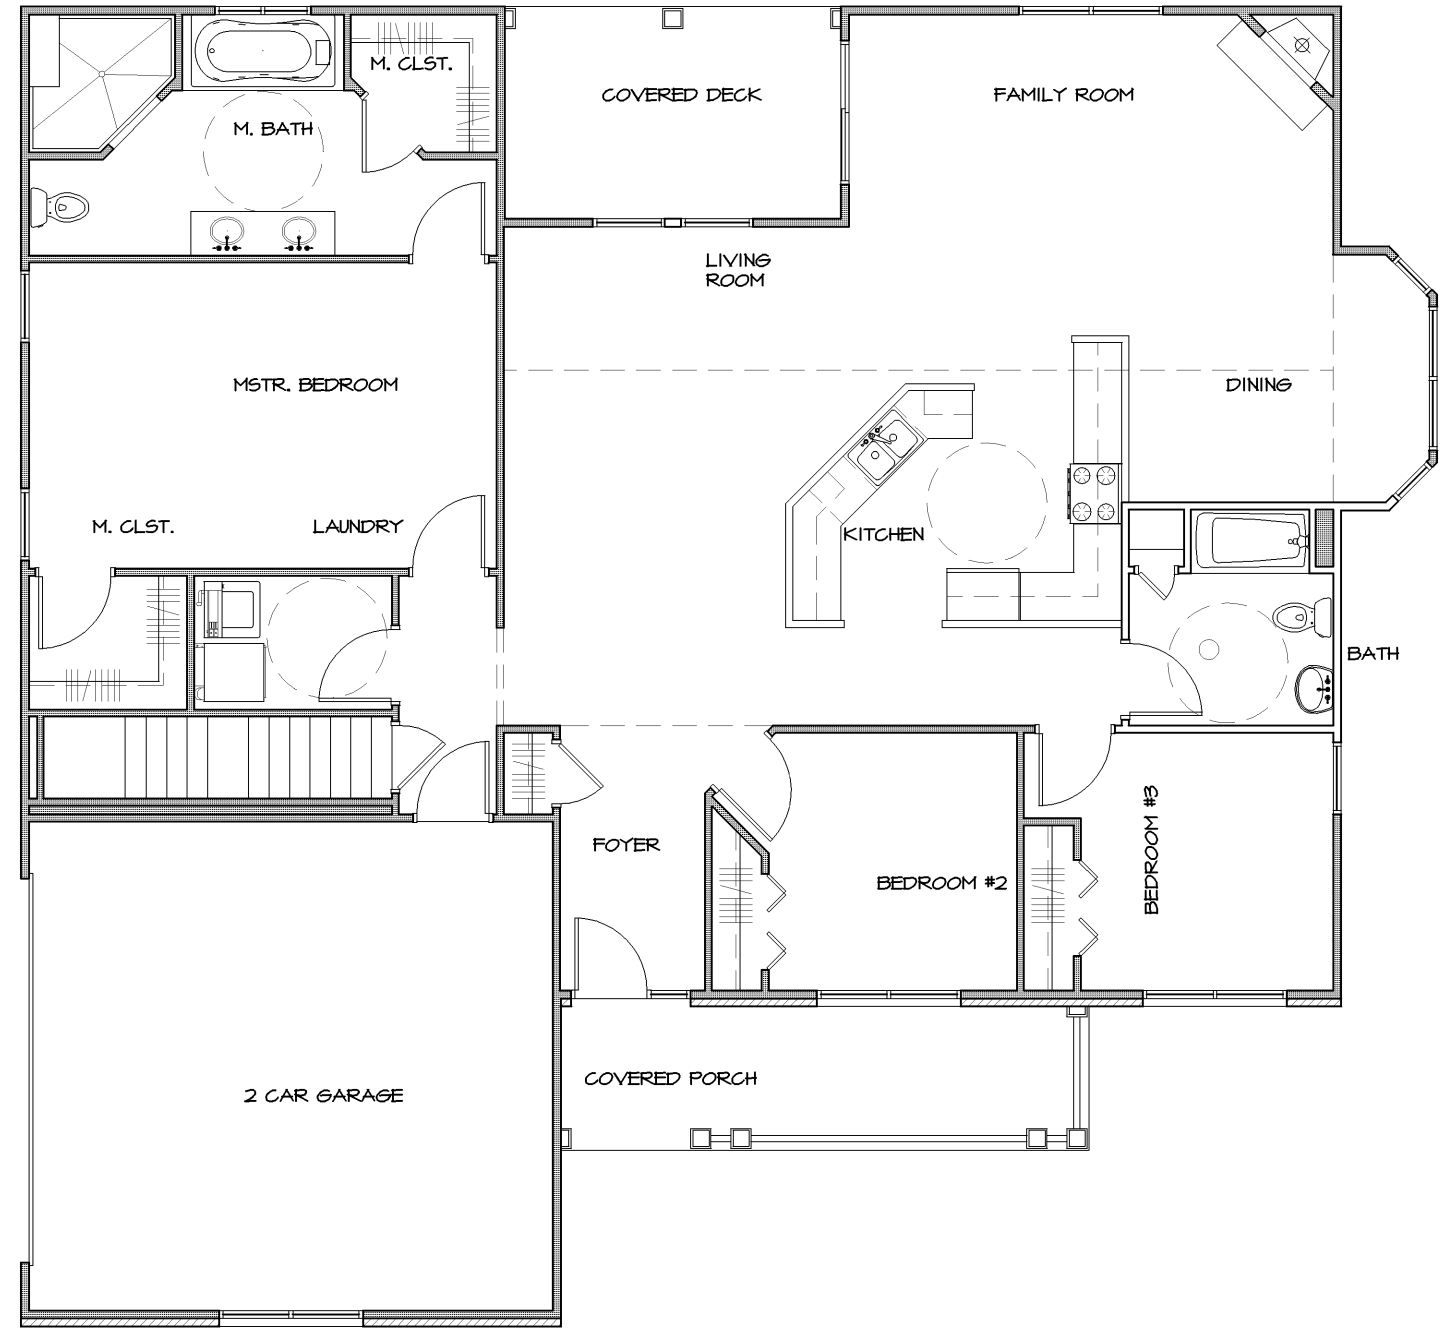 M. CLST.
COVERED DECK
FAMILY ROOM
M. BATH
LIVING
ROOM
MSTR. BEDROOM
DINING
M. CLST.
LAUNDRY
KITCHEN
BATH
FOYER
BEDROOM #2
BEDROOM #3
COVERED PORCH
2 CAR GARAGE